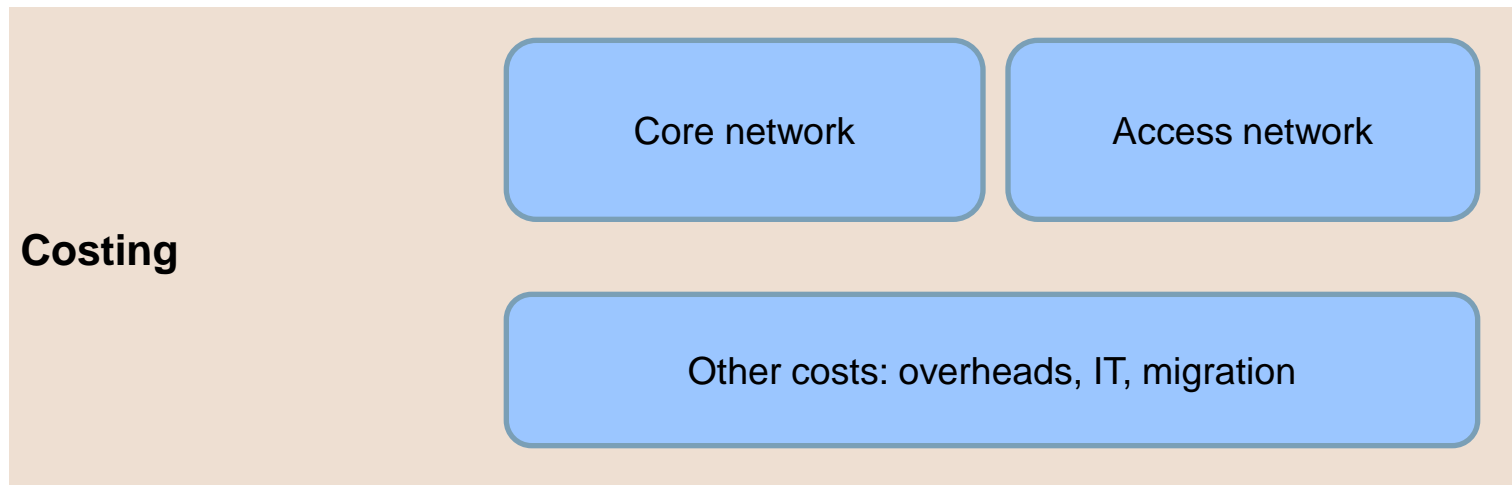 Core network
Access network
Costing
Other costs: overheads, IT, migration